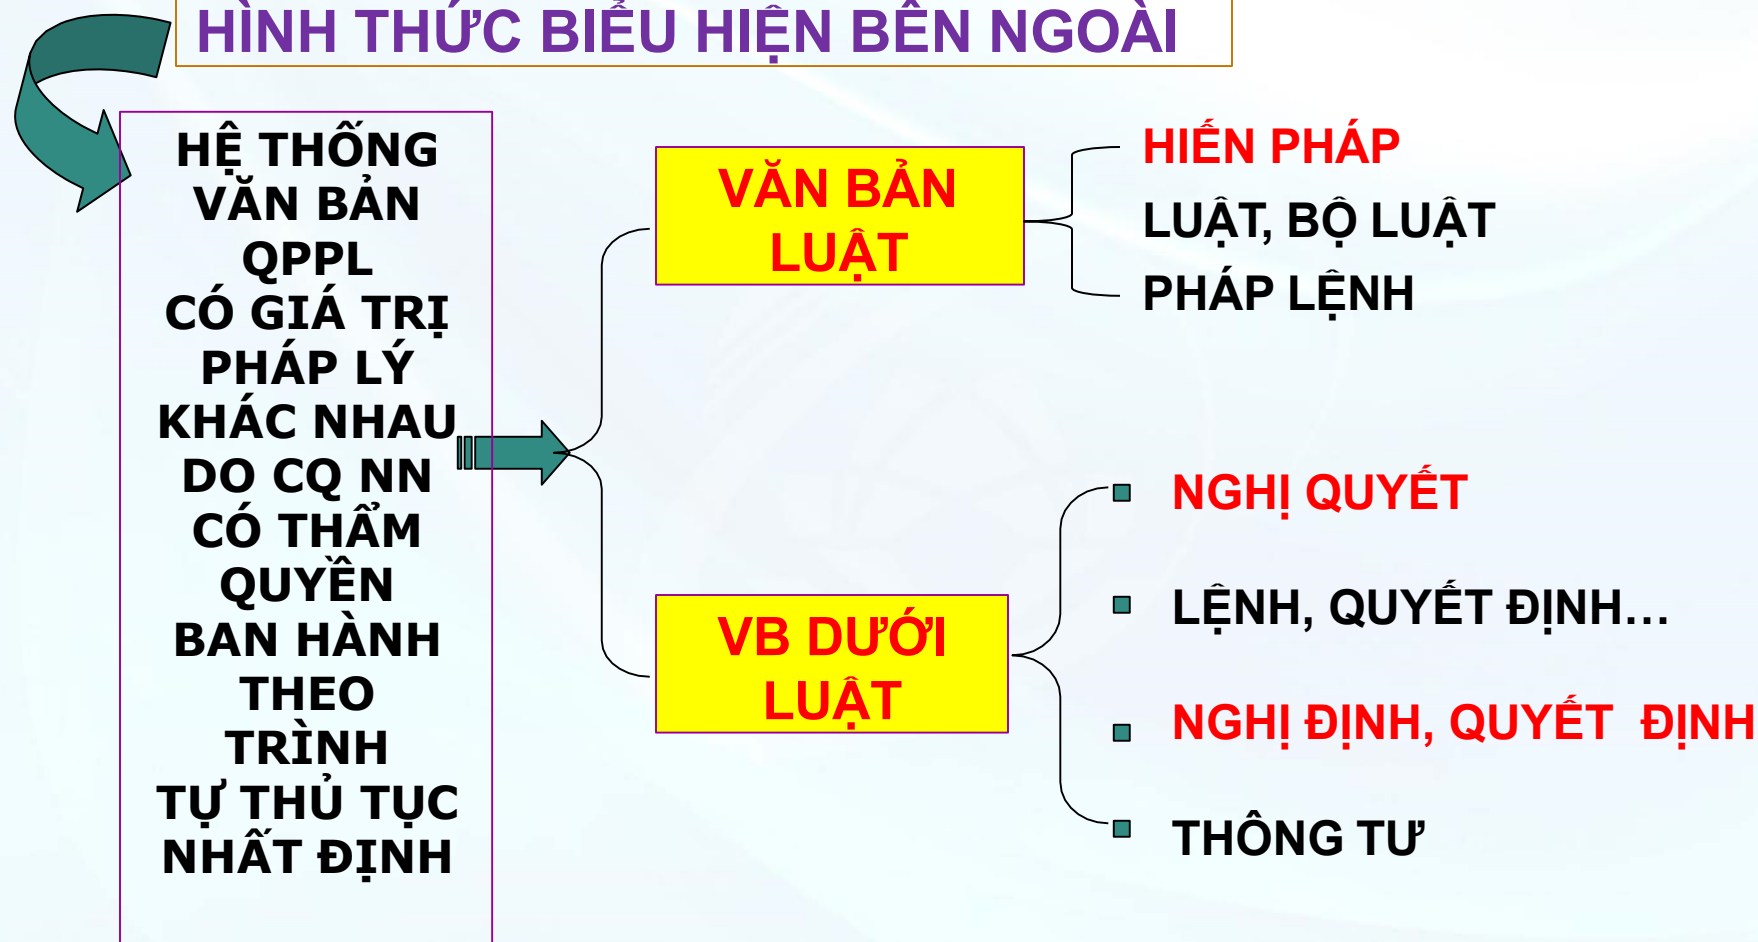 HÌNH THỨC BIỂU HIỆN BÊN NGOÀI
HỆ THỐNG
VĂN BẢN
QPPL
CÓ GIÁ TRỊ
PHÁP LÝ
KHÁC NHAU
DO CQ NN
CÓ THẨM
QUYỀN
BAN HÀNH
THEO
TRÌNH
TỰ THỦ TỤC
NHẤT ĐỊNH
VĂN BẢN
LUẬT
HIẾN PHÁP
LUẬT, BỘ LUẬT
PHÁP LỆNH
VB DƯỚI
LUẬT
NGHỊ QUYẾT
LỆNH, QUYẾT ĐỊNH...
NGHỊ ĐỊNH, QUYẾT ĐỊNH
THÔNG TƯ